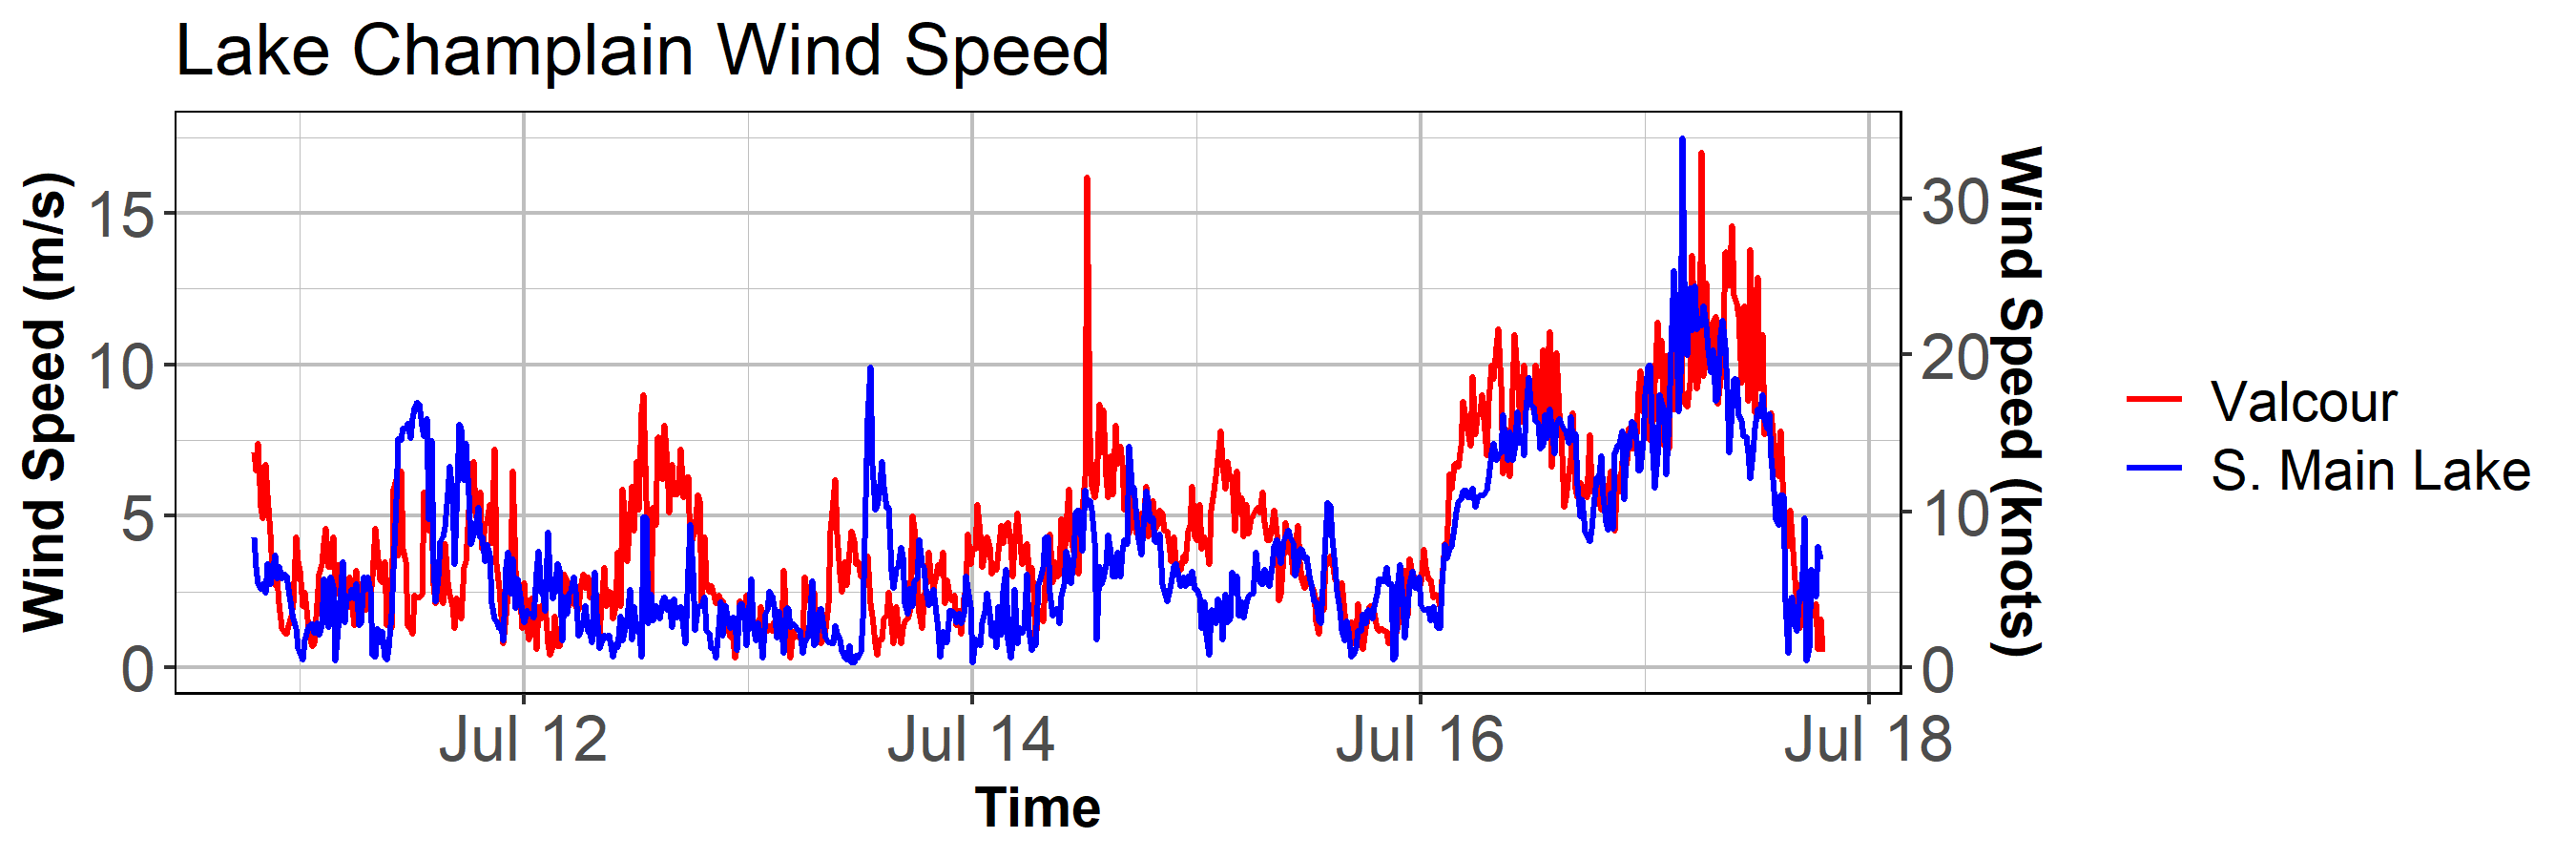 Lake Champlain Wind Speed
Wind Speed (m/s)
15
10
5
0
30
20
10
0
Wind Speed (knots)
Jul 12
Jul 14
Jul 16
Jul 18
Time
Valcour
S. Main Lake